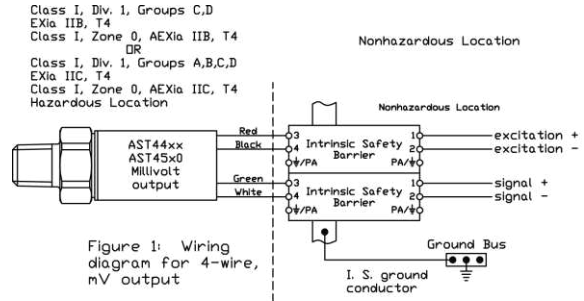 Class I, Div. 1, Groups C,D
EXia IIB, T4
Class I, Zone 0, AEXia IIB, T4
OR
Class I, Div. 1, Groups A,B,C,D
EXia IIC, T4
Class I, Zone 0, AEXia IIC, T4
Hazardous Location
Nonhazardous Location
Nonhazardous Location
AST44xx
AST45x0
Millivolt
output
Red
Black
Green
White
3
4
⏚/PA
Intrinsic Safety
Barrier
1
2
PA/⏚
excitation +
excitation -
3
4
⏚/PA
Intrinsic Safety
Barrier
1
2
PA/⏚
signal +
signal -
Figure 1: Wiring
diagram for 4-wire,
mV output
Ground Bus
I. S. ground
conductor